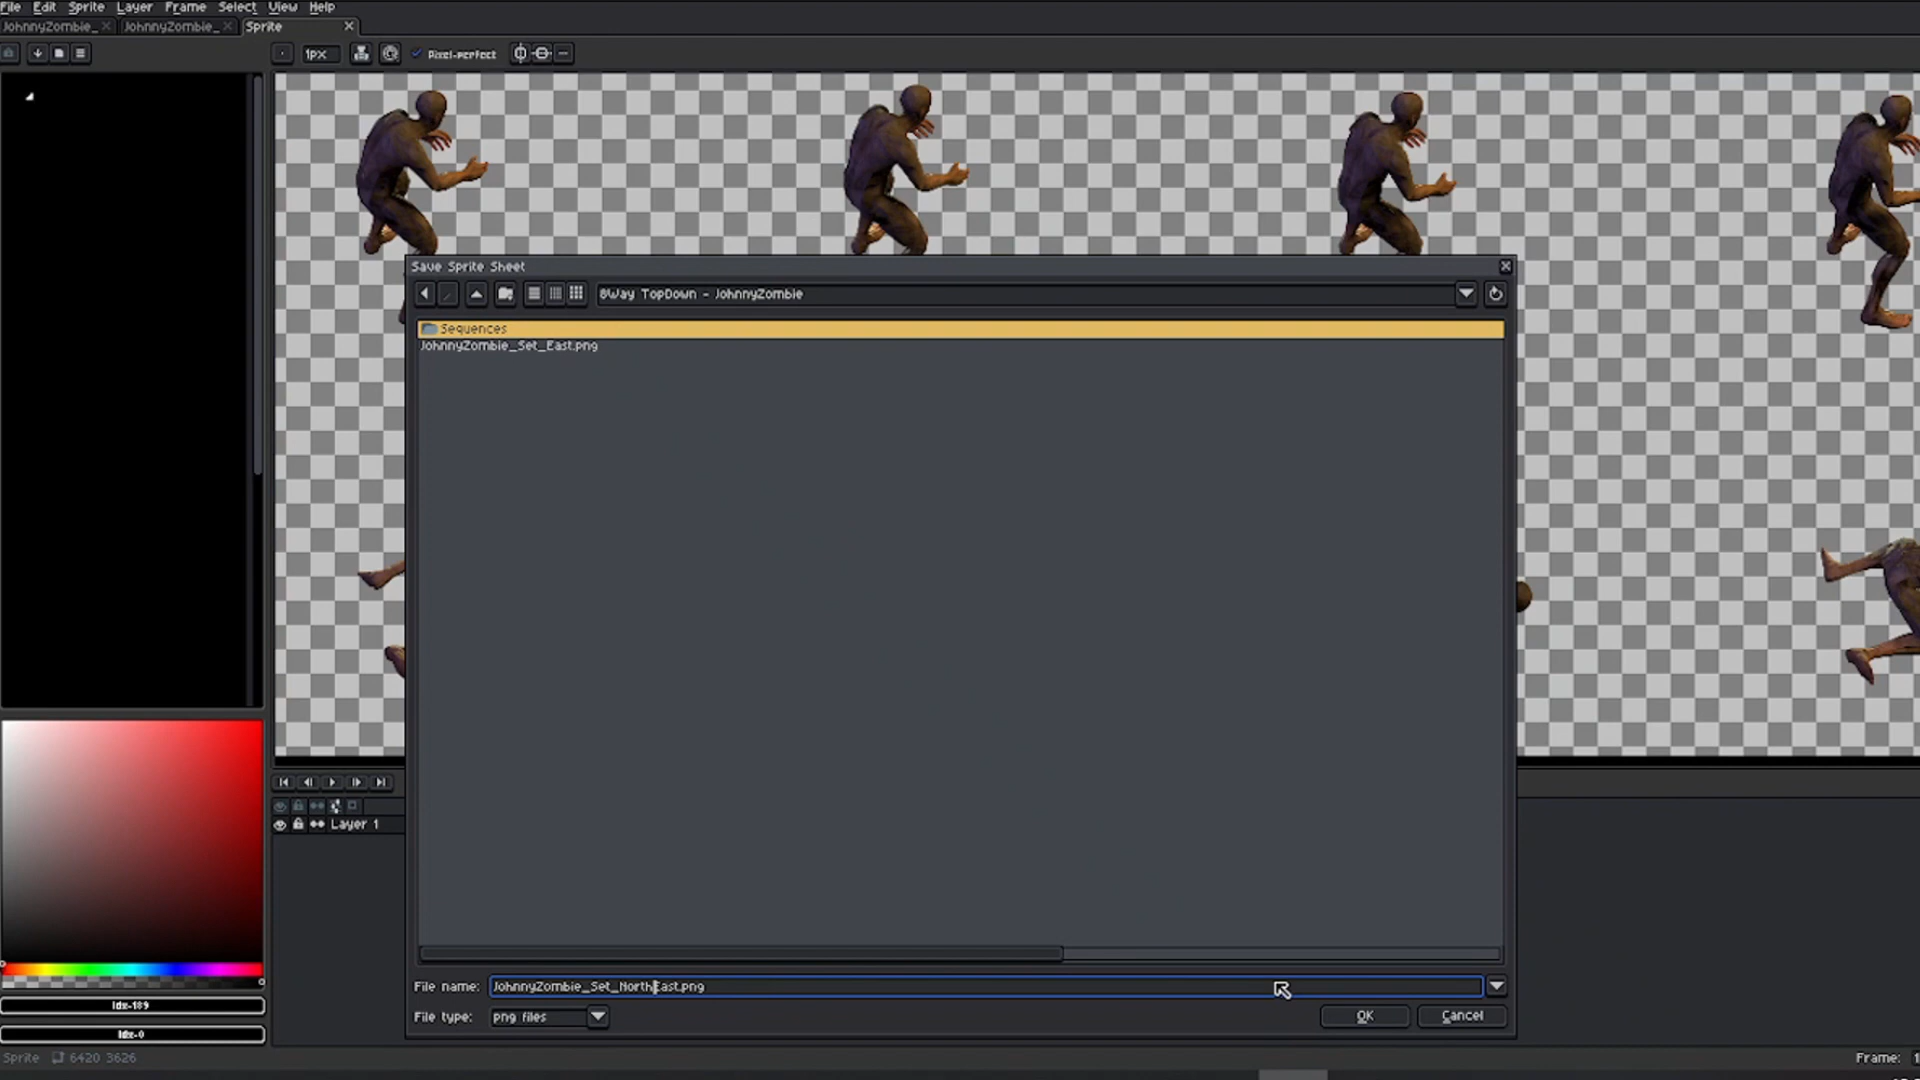 File Edit Sprite Layer Frame Select View Help
JohnnyZombie_ JohnnyZombie_ Sprite
1px Pixel-perfect
Save Sprite Sheet
8Way TopDown - JohnnyZombie
Sequences
JohnnyZombie_Set_East.png
Layer 1
File name: JohnnyZombie_Set_NorthEast.png
File type: png files
OK Cancel
Idx-189
Idx-0
Sprite 6420 3626
Frame: 1